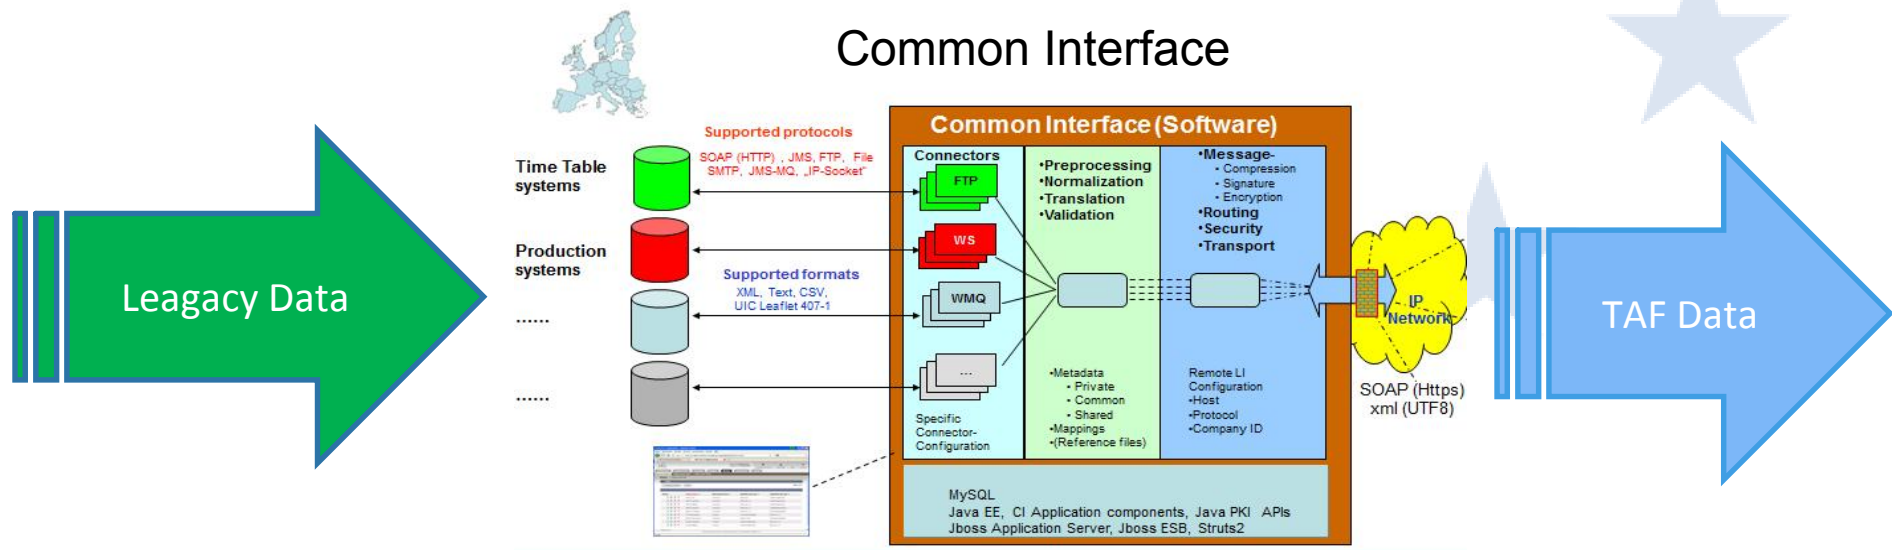 Common Interface
Leagacy Data
Time Table
systems
Production
systems
......
......
Supported protocols
SOAP (HTTP) , JMS, FTP, File
SMTP, JMS-MQ, „IP-Socket"
Supported formats
XML, Text, CSV,
UIC Leaflet 407-1
Common Interface (Software)
Connectors
FTP
WS
WMQ
...
Specific
Connector-
Configuration
•Preprocessing
•Normalization
•Translation
•Validation
•Metadata
• Private
• Common
• Shared
•Mappings
•(Reference files)
•Message-
• Compression
• Signature
• Encryption
•Routing
•Security
•Transport
Remote LI
Configuration
•Host
•Protocol
•Company ID
MySQL
Java EE, CI Application components, Java PKI APIs
Jboss Application Server, Jboss ESB, Struts2
IP
Network
SOAP (Https)
xml (UTF8)
TAF Data